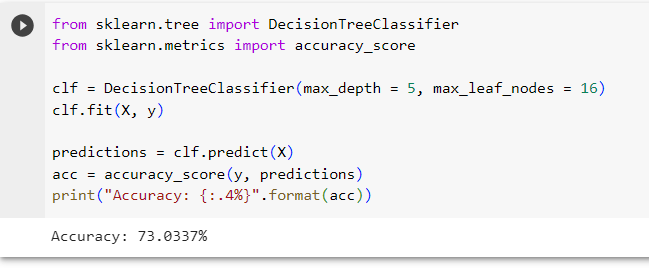 from sklearn.tree import DecisionTreeClassifier
from sklearn.metrics import accuracy_score
clf = DecisionTreeClassifier(max_depth = 5, max_leaf_nodes = 16)
clf.fit(X, y)
predictions = clf.predict(X)
acc = accuracy_score(y, predictions)
print("Accuracy: {:.4%}".format(acc))
Accuracy: 73.0337%